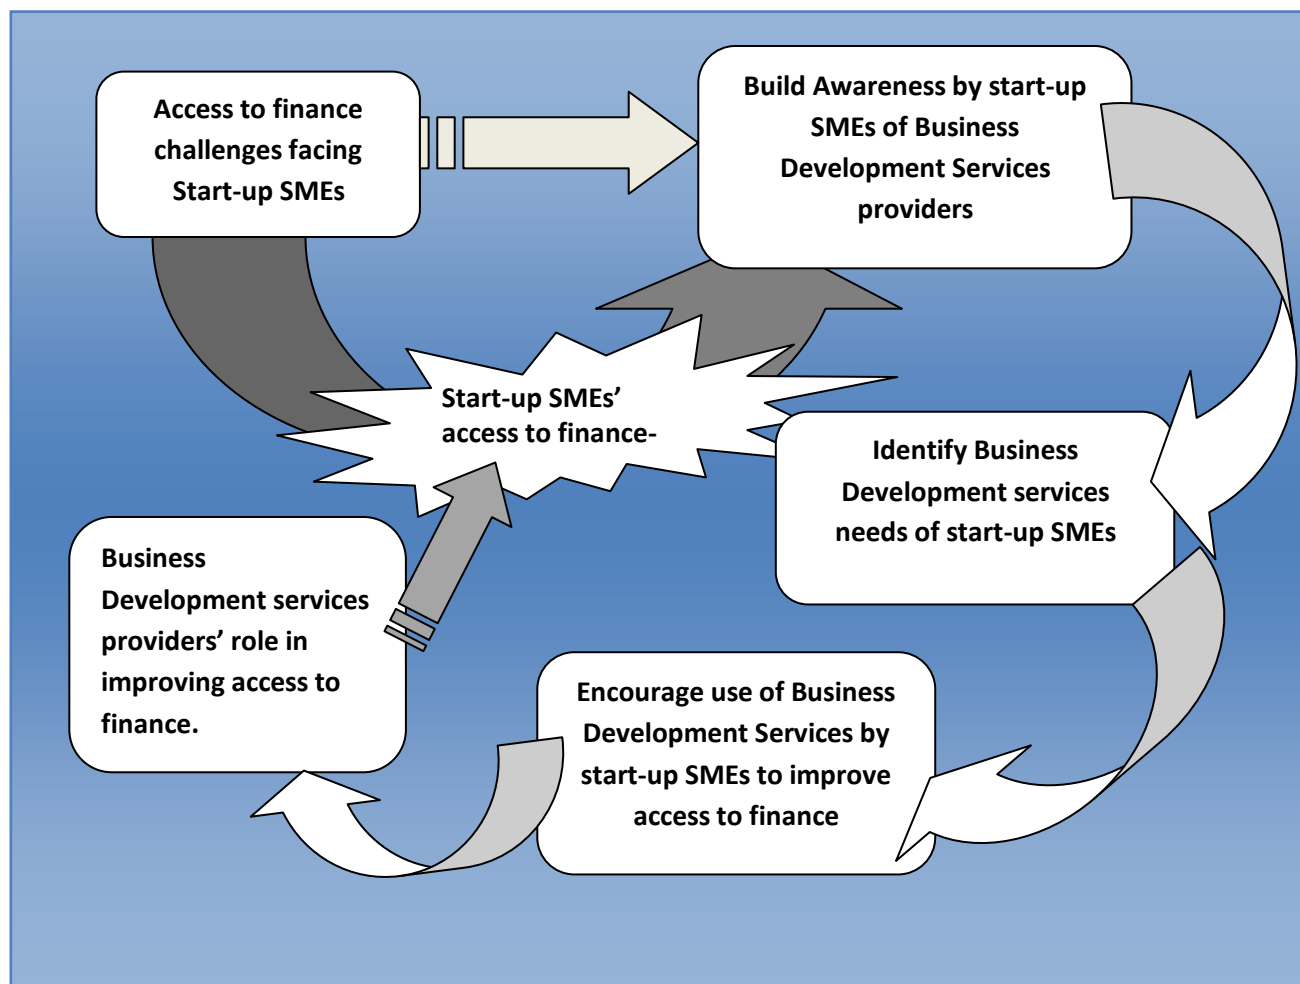 Access to finance
challenges facing
Start-up SMEs
Build Awareness by start-up
SMEs of Business
Development Services
providers
Start-up SMEs’
access to finance-
Identify Business
Development services
needs of start-up SMEs
Business
Development services
providers’ role in
improving access to
finance.
Encourage use of Business
Development Services by
start-up SMEs to improve
access to finance